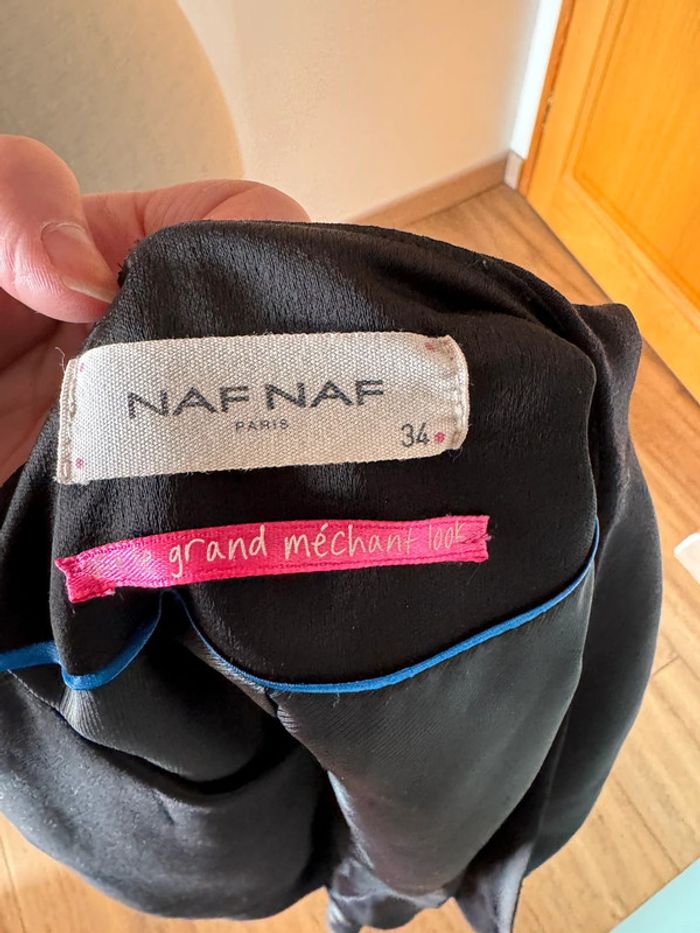 NAF NAF
PARIS
34
grand méchant look